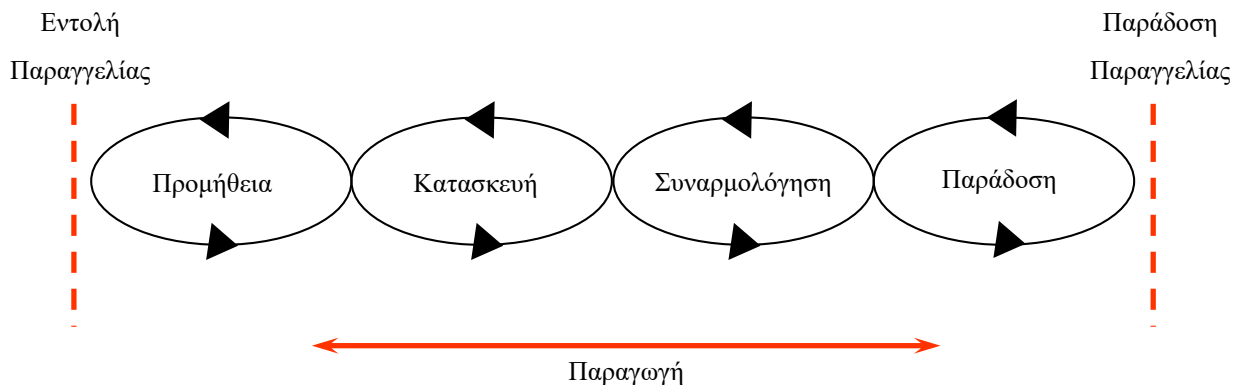 Εντολή
Παραγγελίας
Παράδοση
Παραγγελίας
Προμήθεια
Κατασκευή
Συναρμολόγηση
Παράδοση
Παραγωγή